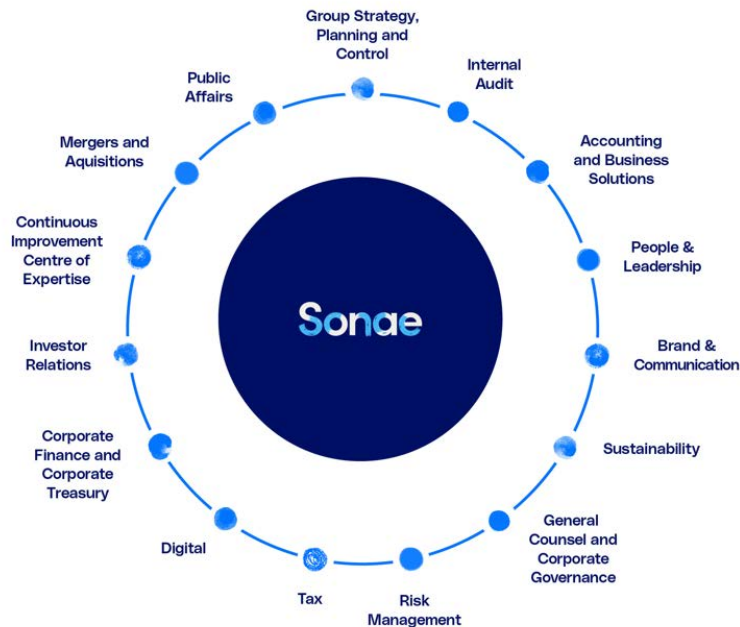 Group Strategy,
Planning and
Control
Internal
Audit
Accounting
and Business
Solutions
People &
Leadership
Brand &
Communication
Sustainability
General
Counsel and
Corporate
Governance
Risk
Management
Tax
Digital
Corporate
Finance and
Corporate
Treasury
Investor
Relations
Continuous
Improvement
Centre of
Expertise
Mergers and
Aquisitions
Public
Affairs
Sonae